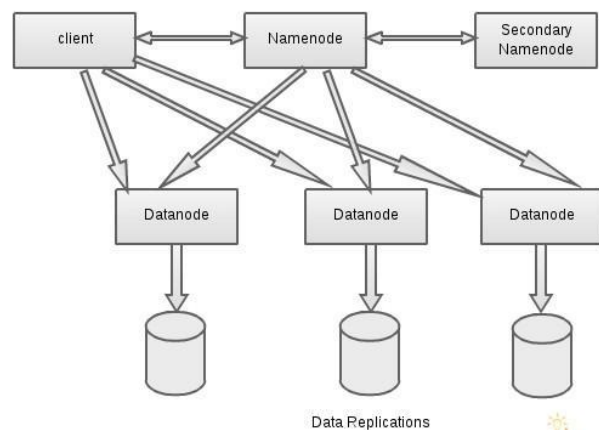 client
Namenode
Secondary
Namenode
Datanode
Datanode
Datanode
Data Replications